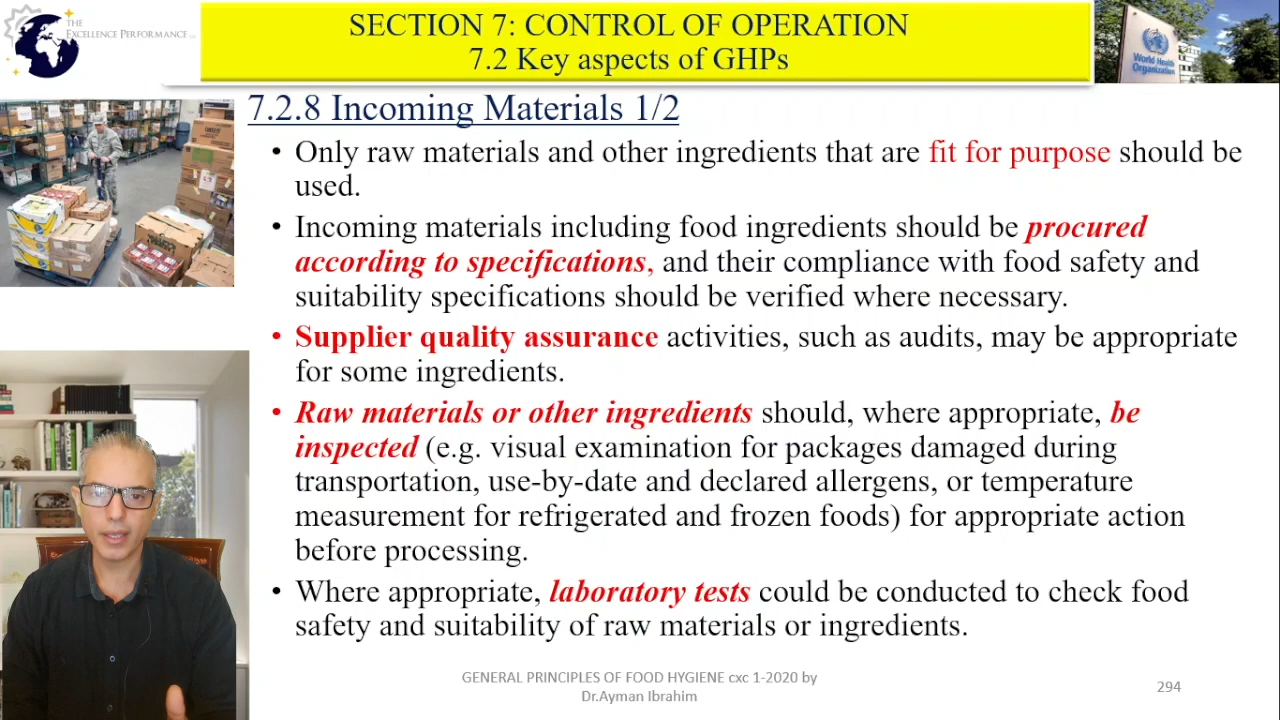 THE
EXCELLENCE PERFORMANCE
SECTION 7: CONTROL OF OPERATION
7.2 Key aspects of GHPs
World Health
Organization
7.2.8 Incoming Materials 1/2
• Only raw materials and other ingredients that are fit for purpose should be
used.
• Incoming materials including food ingredients should be procured
according to specifications, and their compliance with food safety and
suitability specifications should be verified where necessary.
• Supplier quality assurance activities, such as audits, may be appropriate
for some ingredients.
• Raw materials or other ingredients should, where appropriate, be
inspected (e.g. visual examination for packages damaged during
transportation, use-by-date and declared allergens, or temperature
measurement for refrigerated and frozen foods) for appropriate action
before processing.
• Where appropriate, laboratory tests could be conducted to check food
safety and suitability of raw materials or ingredients.
GENERAL PRINCIPLES OF FOOD HYGIENE cxc 1-2020 by
Dr.Ayman Ibrahim
294